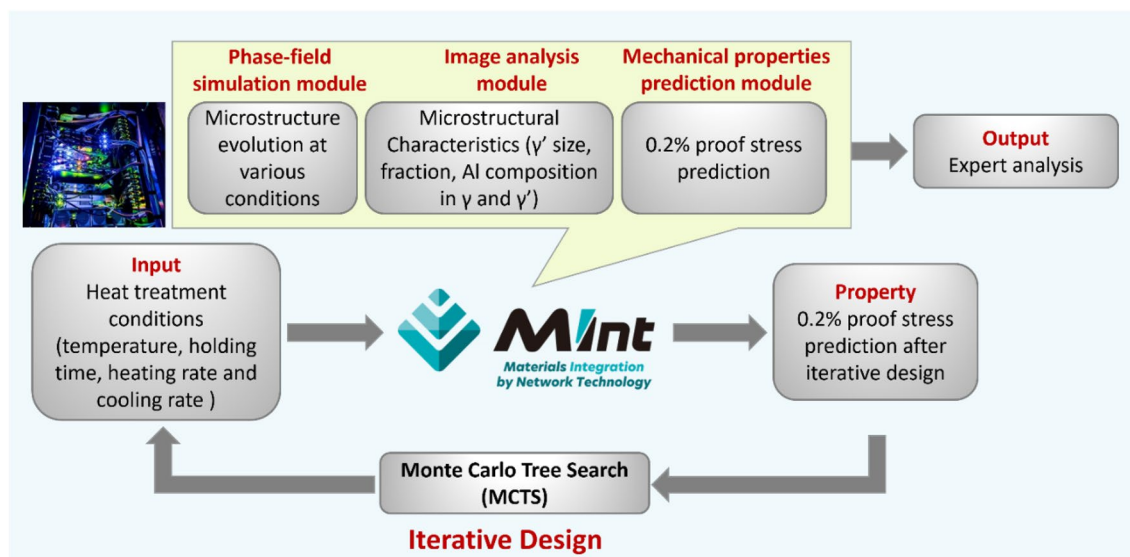 Phase-field
simulation module
Microstructure
evolution at
various
conditions
Image analysis
module
Microstructural
Characteristics (γ’ size,
fraction, Al composition
in γ and γ’)
Mechanical properties
prediction module
0.2% proof stress
prediction
Output
Expert analysis
Input
Heat treatment
conditions
(temperature, holding
time, heating rate and
cooling rate )
MInt
Materials Integration
by Network Technology
Property
0.2% proof stress
prediction after
iterative design
Monte Carlo Tree Search
(MCTS)
Iterative Design